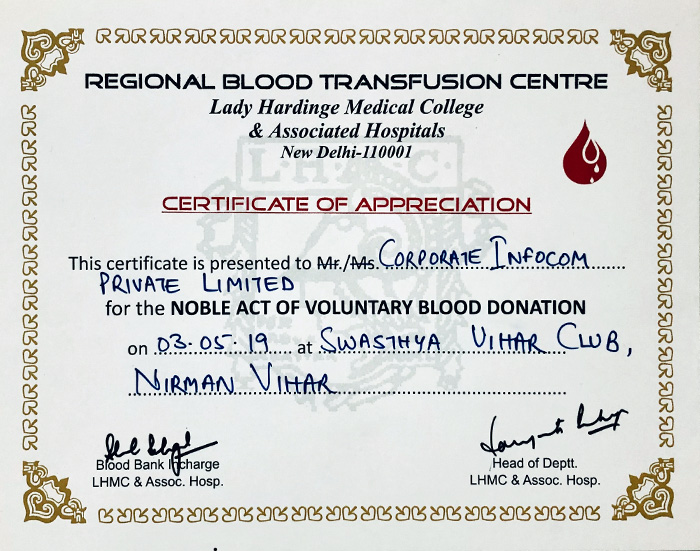 REGIONAL BLOOD TRANSFUSION CENTRE
Lady Hardinge Medical College
& Associated Hospitals
New Delhi-110001
L.H.M.C.
CERTIFICATE OF APPRECIATION
This certificate is presented to Mr./Ms. CORPORATE INFOCOM
PRIVATE LIMITED
for the NOBLE ACT OF VOLUNTARY BLOOD DONATION
on 03.05.19 at SWASTHYA VIHAR CLUB,
NIRMAN VIHAR
Blood Bank Incharge
LHMC & Assoc. Hosp.
Head of Deptt.
LHMC & Assoc. Hosp.